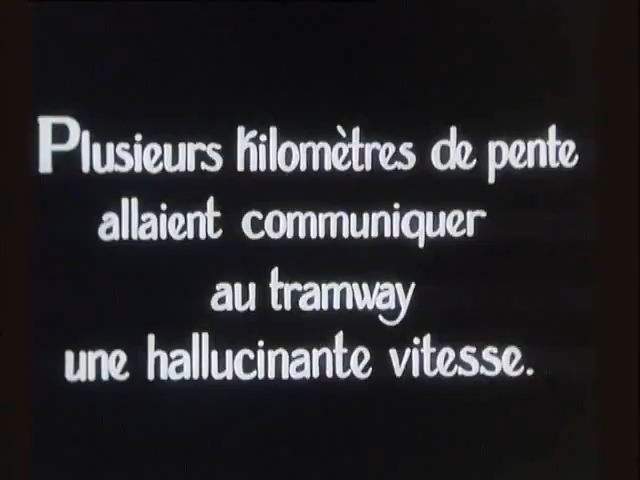 Plusieurs kilomètres de pente
allaient communiquer
au tramway
une hallucinante vitesse.